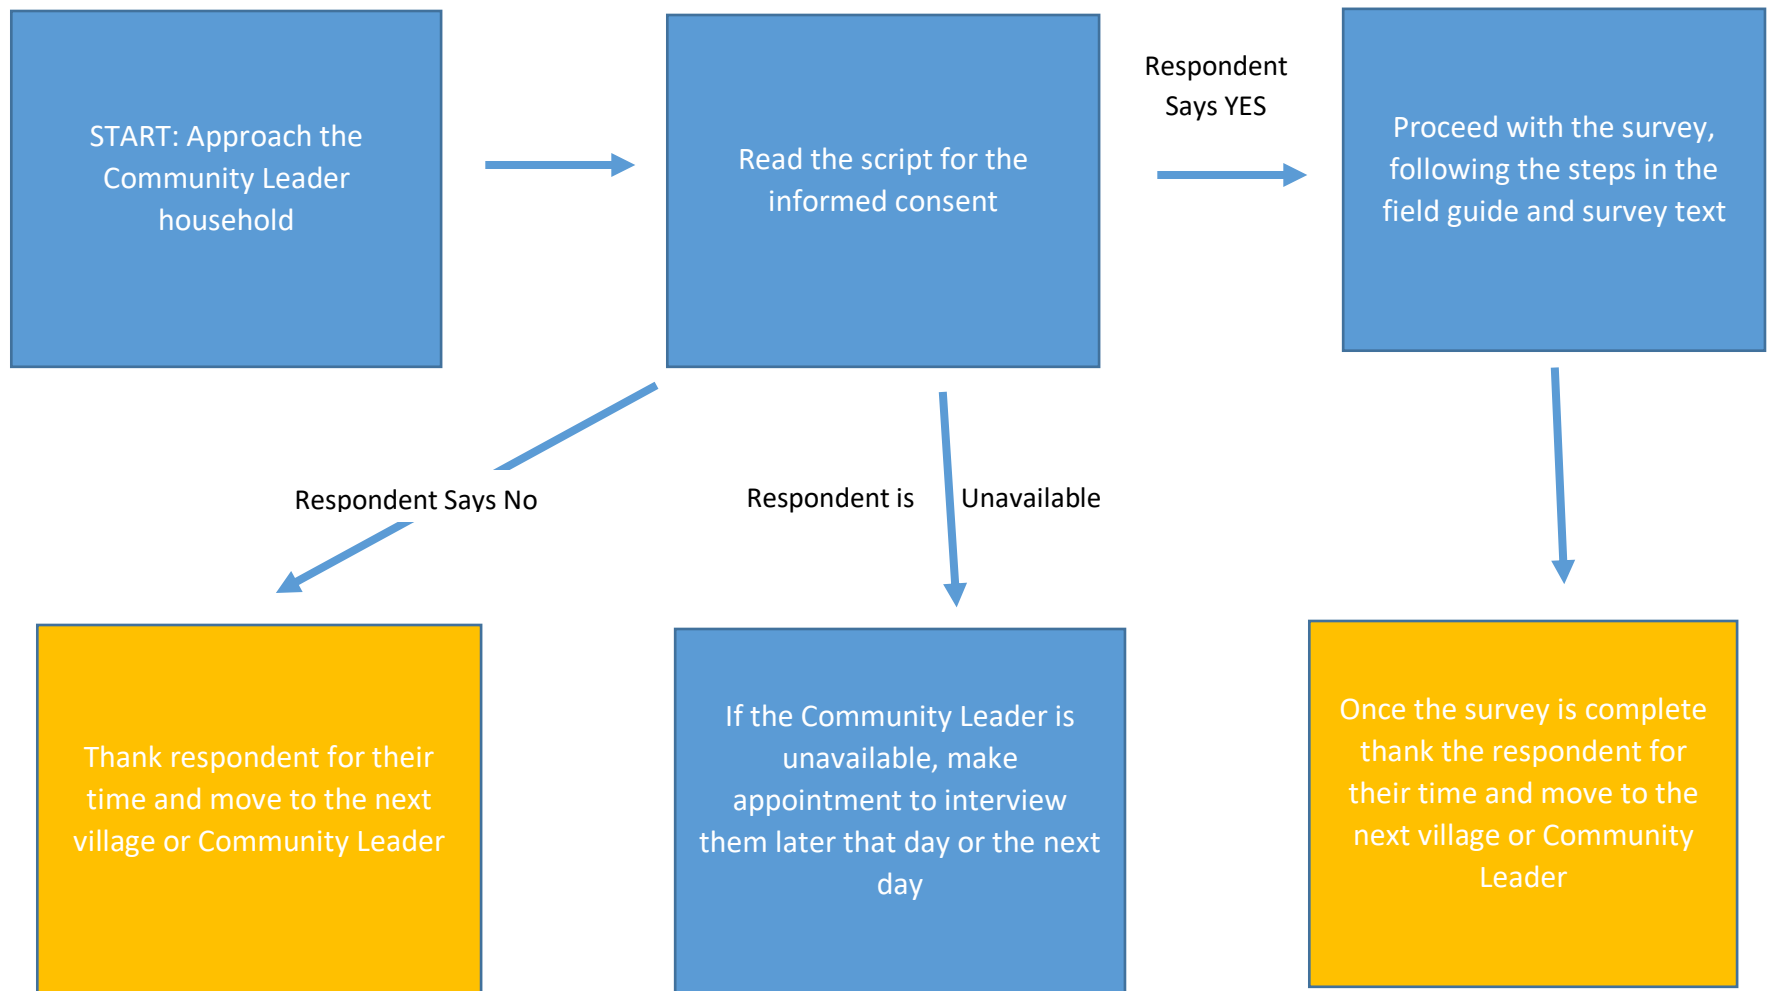 START: Approach the
Community Leader
household
Read the script for the
informed consent
Respondent
Says YES
Proceed with the survey,
following the steps in the
field guide and survey text
Respondent Says No
Respondent is Unavailable
Thank respondent for their
time and move to the next
village or Community Leader
If the Community Leader is
unavailable, make
appointment to interview
them later that day or the next
day
Once the survey is complete
thank the respondent for
their time and move to the
next village or Community
Leader